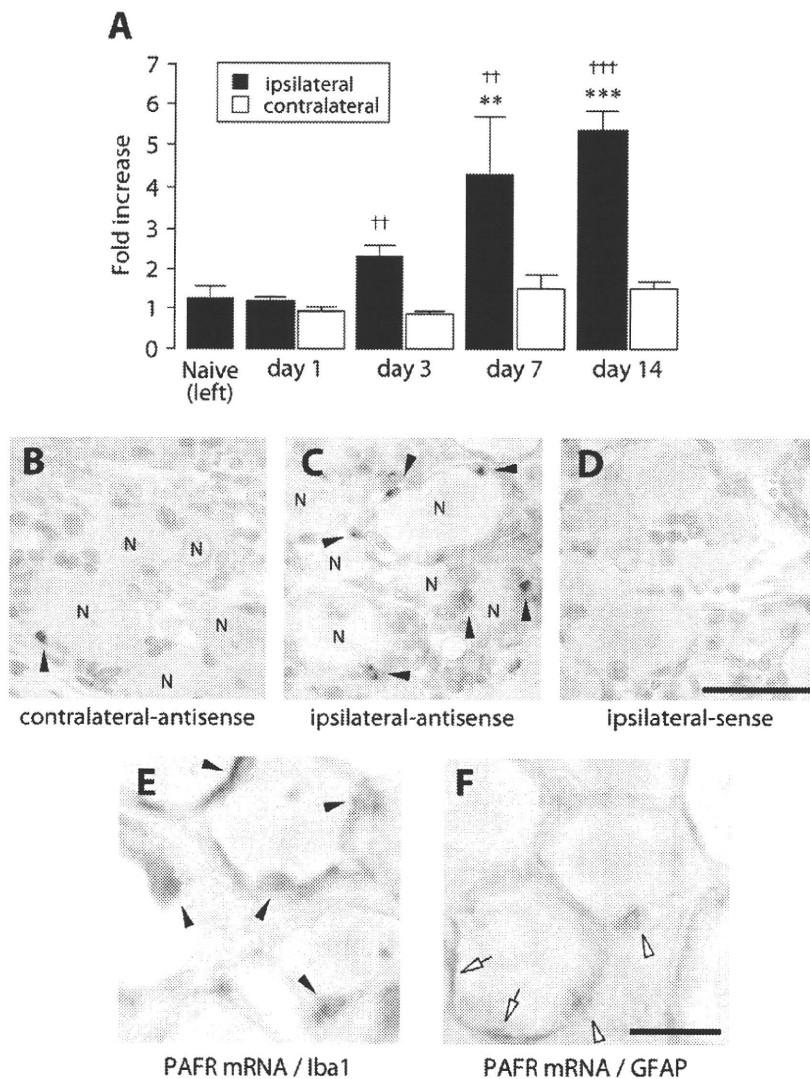 A
Fold increase
7
6
5
4
3
2
1
0
ipsilateral
contralateral
††
††
**
†††
***
Naive
(left)
day 1
day 3
day 7
day 14
B
N
N
N
N
N
contralateral-antisense
C
N
N
N
N
N
N
ipsilateral-antisense
D
ipsilateral-sense
E
PAFR mRNA / Iba1
F
PAFR mRNA / GFAP